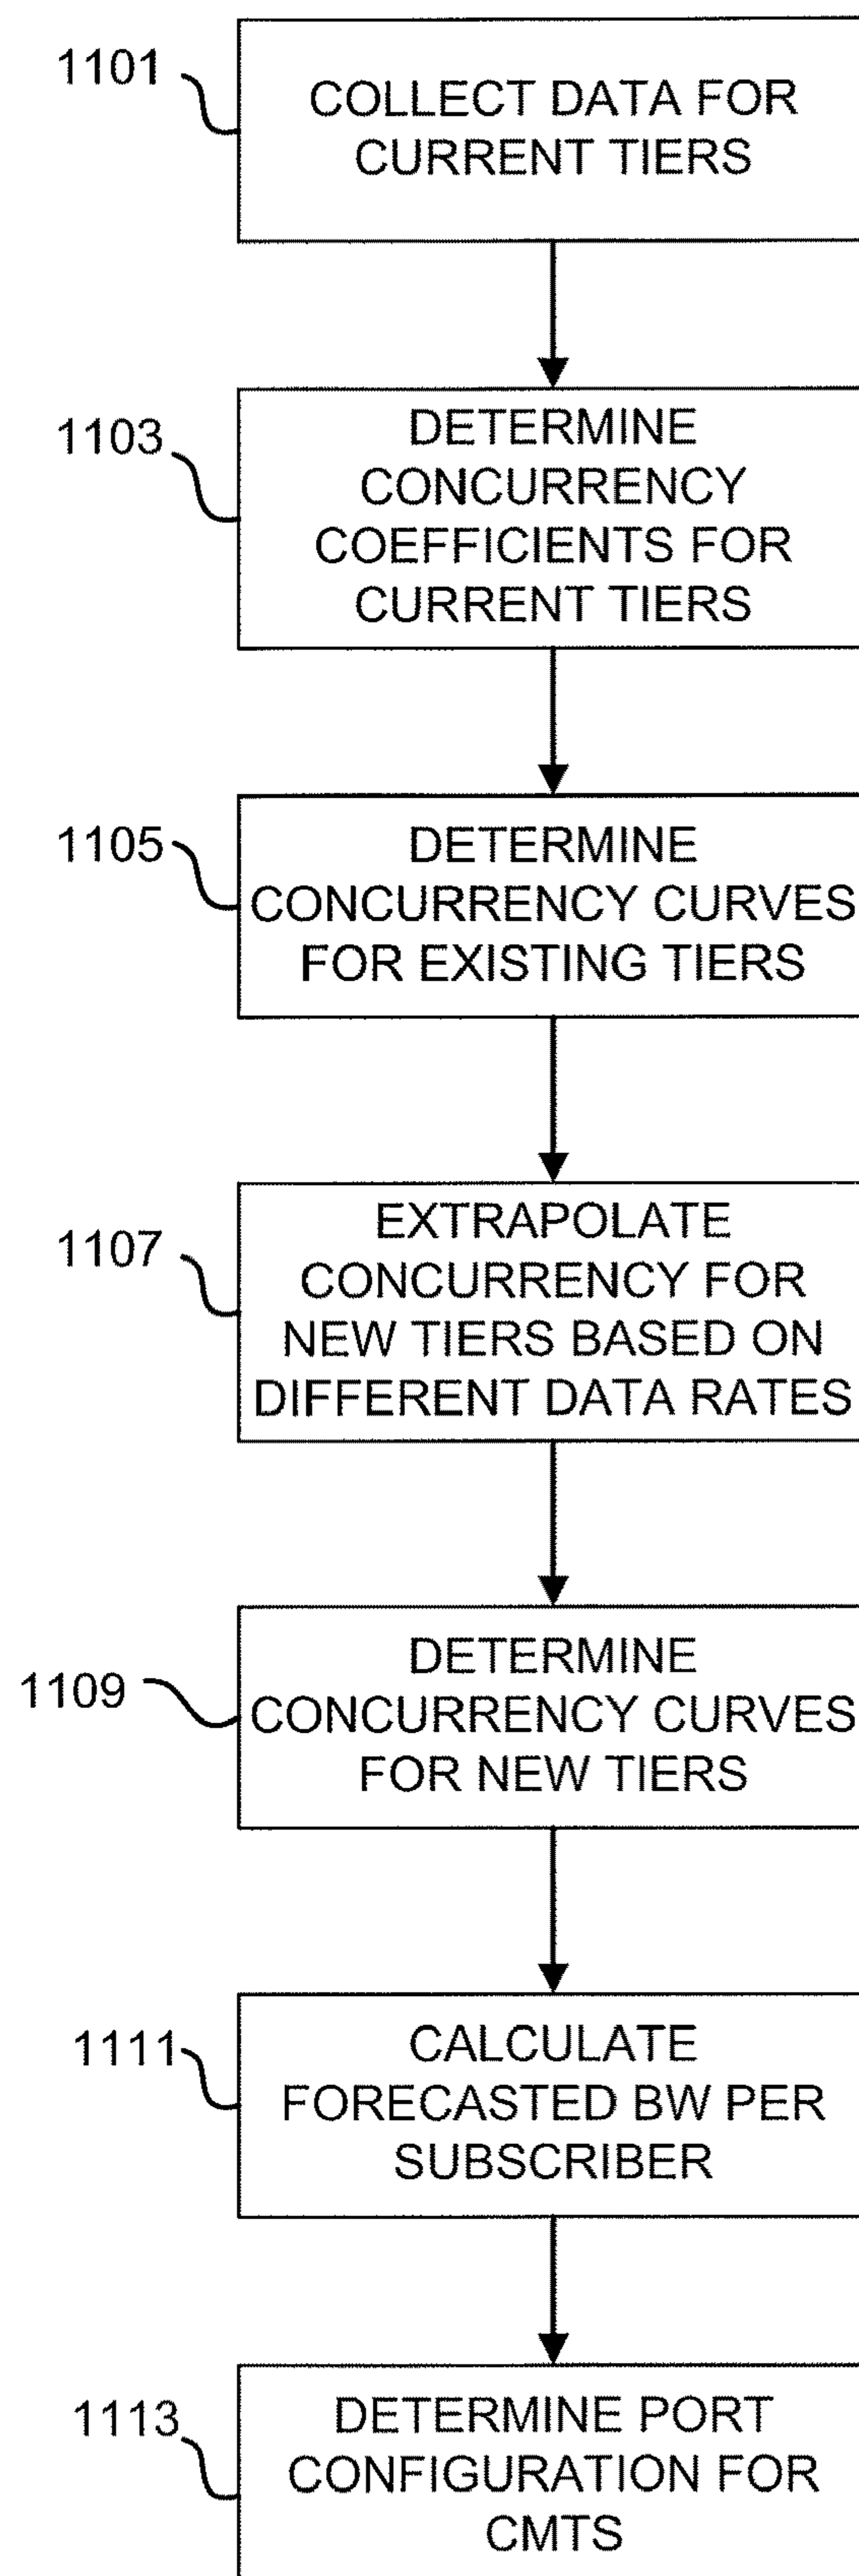 1101
COLLECT DATA FOR
CURRENT TIERS
1103
DETERMINE
CONCURRENCY
COEFFICIENTS FOR
CURRENT TIERS
1105
DETERMINE
CONCURRENCY CURVES
FOR EXISTING TIERS
1107
EXTRAPOLATE
CONCURRENCY FOR
NEW TIERS BASED ON
DIFFERENT DATA RATES
1109
DETERMINE
CONCURRENCY CURVES
FOR NEW TIERS
1111
CALCULATE
FORECASTED BW PER
SUBSCRIBER
1113
DETERMINE PORT
CONFIGURATION FOR
CMTS